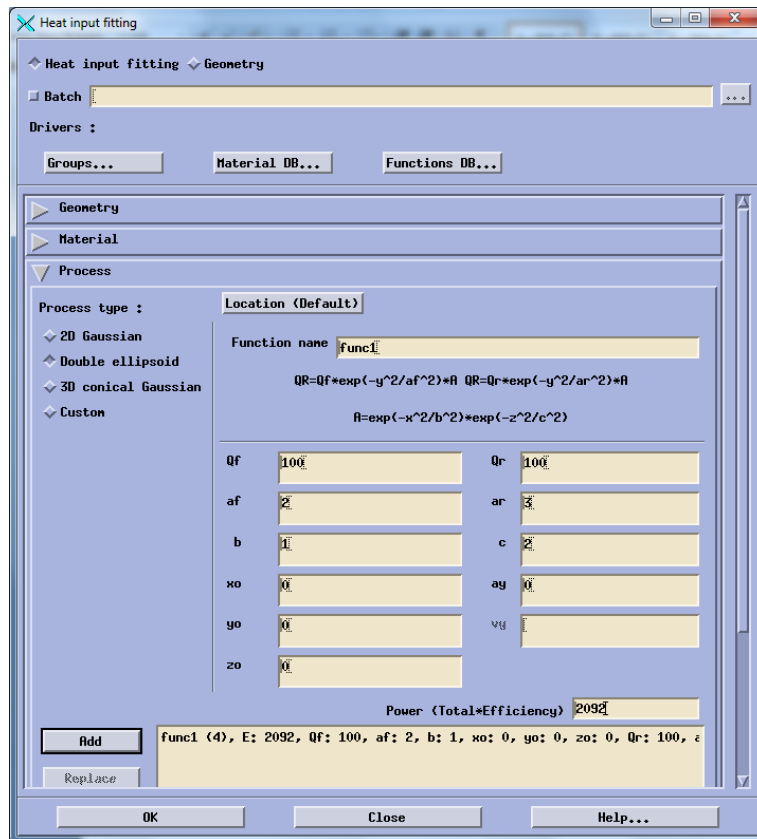 Heat input fitting
Heat input fitting Geometry
Batch ...
Drivers :
Groups... Material DB... Functions DB...
Geometry
Material
Process
Process type : Location (Default)
2D Gaussian
Double ellipsoid
3D conical Gaussian
Custom
Function name func1
QR=Qf*exp(-y^2/af^2)*A QR=Qr*exp(-y^2/ar^2)*A
A=exp(-x^2/b^2)*exp(-z^2/c^2)
Qf 100 Qr 100
af 2 ar 3
b 1 c 2
xo 0 ay 0
yo 0 vy
zo 0
Power (Total*Efficiency) 2092
Add func1 (4), E: 2092, Qf: 100, af: 2, b: 1, xo: 0, yo: 0, zo: 0, Qr: 100, a
Replace
OK Close Help...